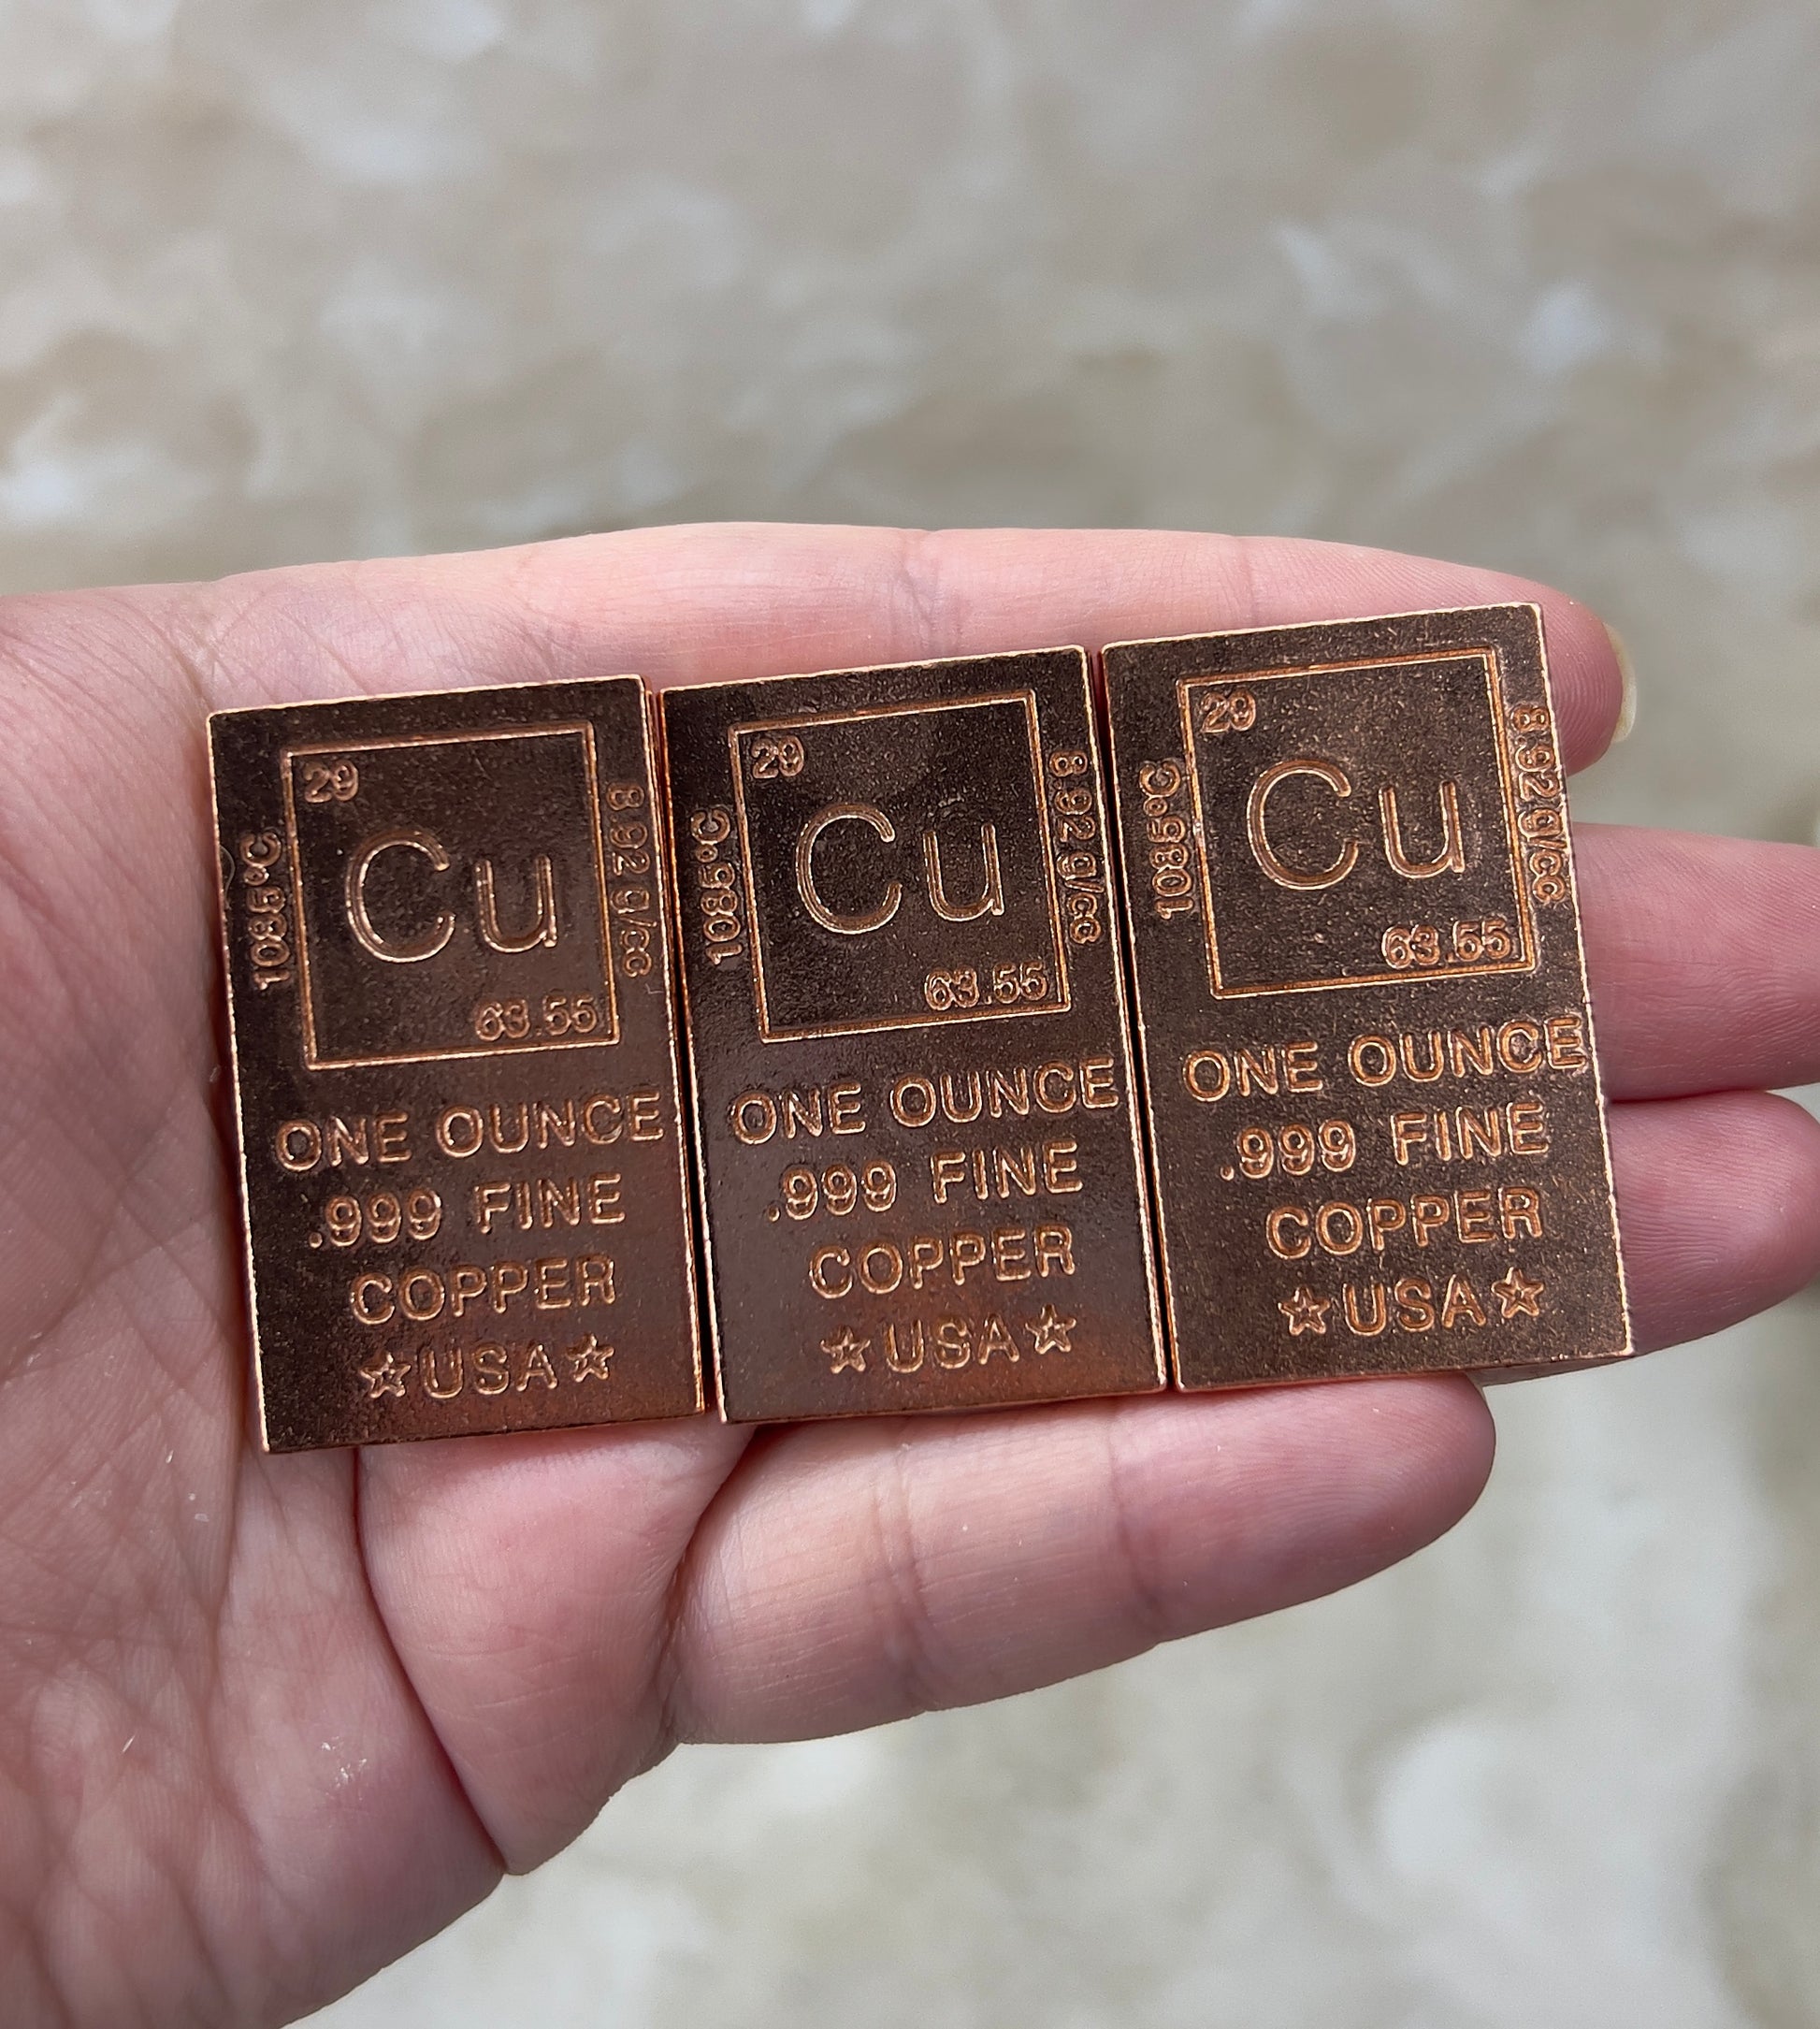 29
Cu
63.55
1085°C
8.92 g/cc
ONE OUNCE
.999 FINE
COPPER
☆USA☆
29
Cu
63.55
1085°C
8.92 g/cc
ONE OUNCE
.999 FINE
COPPER
☆USA☆
29
Cu
63.55
1085°C
8.92 g/cc
ONE OUNCE
.999 FINE
COPPER
☆USA☆